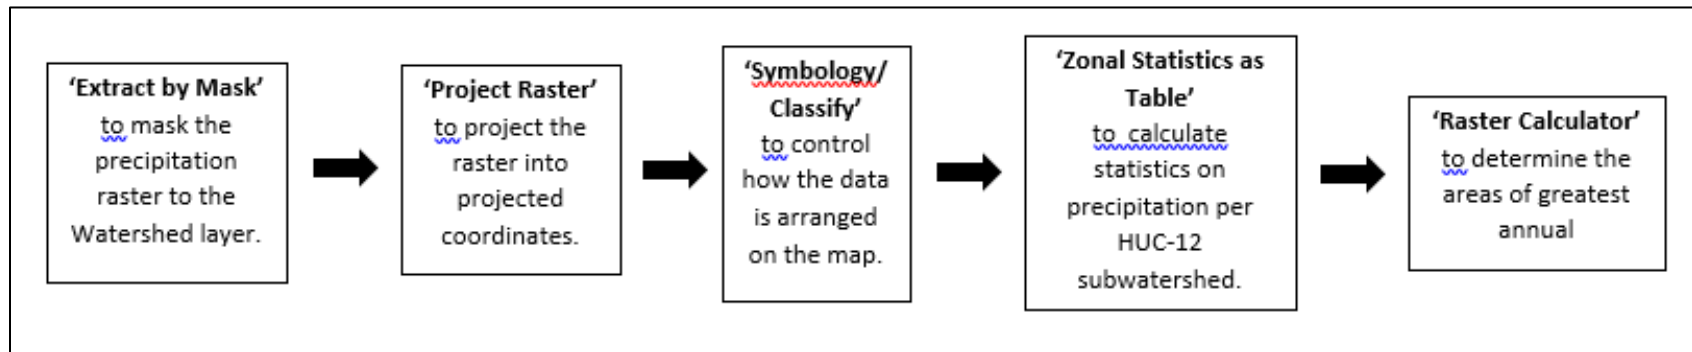 ‘Extract by Mask’
to mask the
precipitation
raster to the
Watershed layer.
‘Project Raster’
to project the
raster into
projected
coordinates.
‘Symbology/
Classify’
to control
how the data
is arranged
on the map.
‘Zonal Statistics as
Table’
to  calculate
statistics on
precipitation per
HUC-12
subwatershed.
‘Raster Calculator’
to determine the
areas of greatest
annual